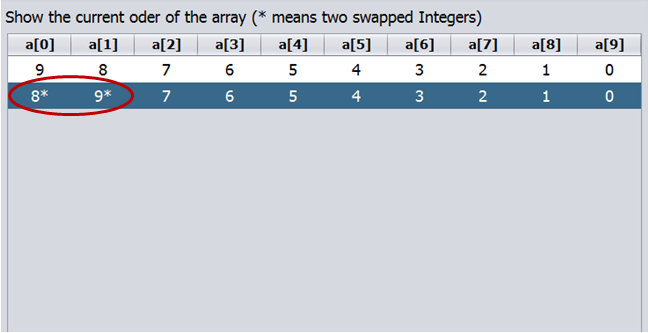 Show the current oder of the array (* means two swapped Integers)
a[0] a[1] a[2] a[3] a[4] a[5] a[6] a[7] a[8] a[9]
9 8 7 6 5 4 3 2 1 0
8* 9* 7 6 5 4 3 2 1 0